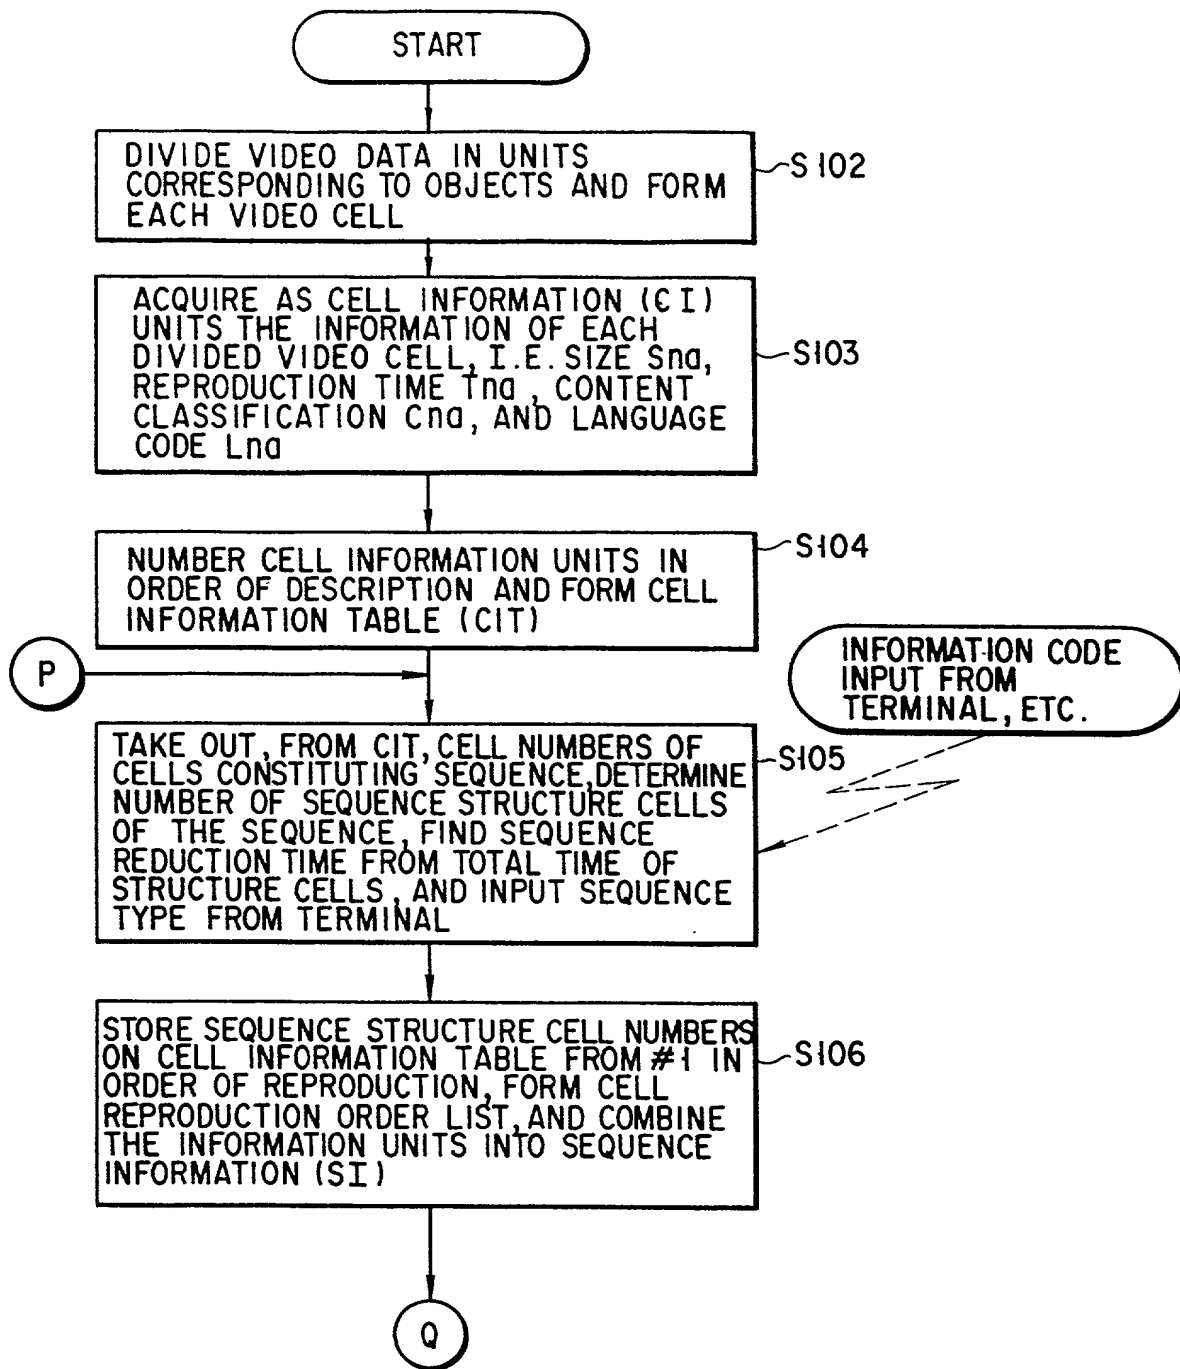 START
DIVIDE VIDEO DATA IN UNITS
CORRESPONDING TO OBJECTS AND FORM
EACH VIDEO CELL
S102
ACQUIRE AS CELL INFORMATION (CI)
UNITS THE INFORMATION OF EACH
DIVIDED VIDEO CELL, I.E. SIZE Sna,
REPRODUCTION TIME Tna, CONTENT
CLASSIFICATION Cna, AND LANGUAGE
CODE Lna
S103
NUMBER CELL INFORMATION UNITS IN
ORDER OF DESCRIPTION AND FORM CELL
INFORMATION TABLE (CIT)
S104
P
INFORMATION CODE
INPUT FROM
TERMINAL, ETC.
TAKE OUT, FROM CIT, CELL NUMBERS OF
CELLS CONSTITUTING SEQUENCE, DETERMINE
NUMBER OF SEQUENCE STRUCTURE CELLS
OF THE SEQUENCE, FIND SEQUENCE
REDUCTION TIME FROM TOTAL TIME OF
STRUCTURE CELLS, AND INPUT SEQUENCE
TYPE FROM TERMINAL
S105
STORE SEQUENCE STRUCTURE CELL NUMBERS
ON CELL INFORMATION TABLE FROM #1 IN
ORDER OF REPRODUCTION, FORM CELL
REPRODUCTION ORDER LIST, AND COMBINE
THE INFORMATION UNITS INTO SEQUENCE
INFORMATION (SI)
S106
Q